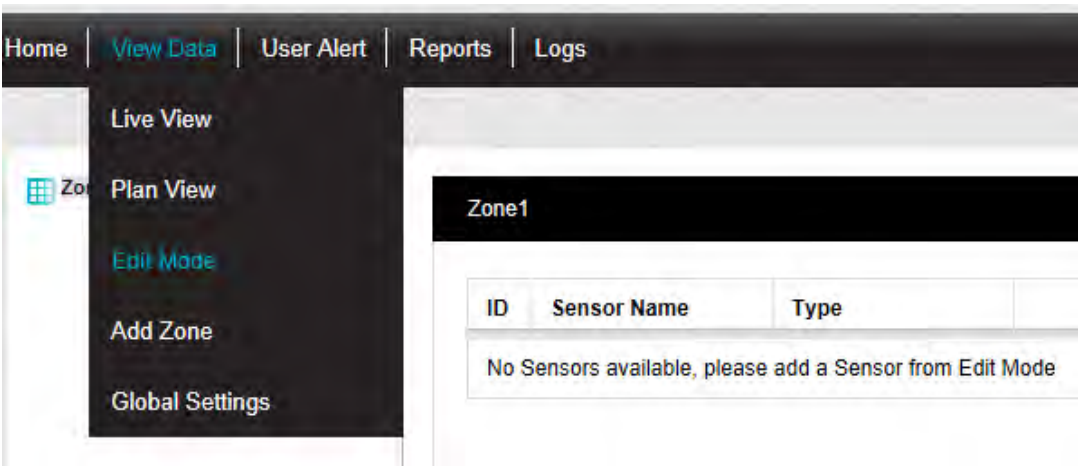 Home | View Data | User Alert | Reports | Logs
Live View
Plan View
Edit Mode
Add Zone
Global Settings
Zone1
ID Sensor Name Type
No Sensors available, please add a Sensor from Edit Mode